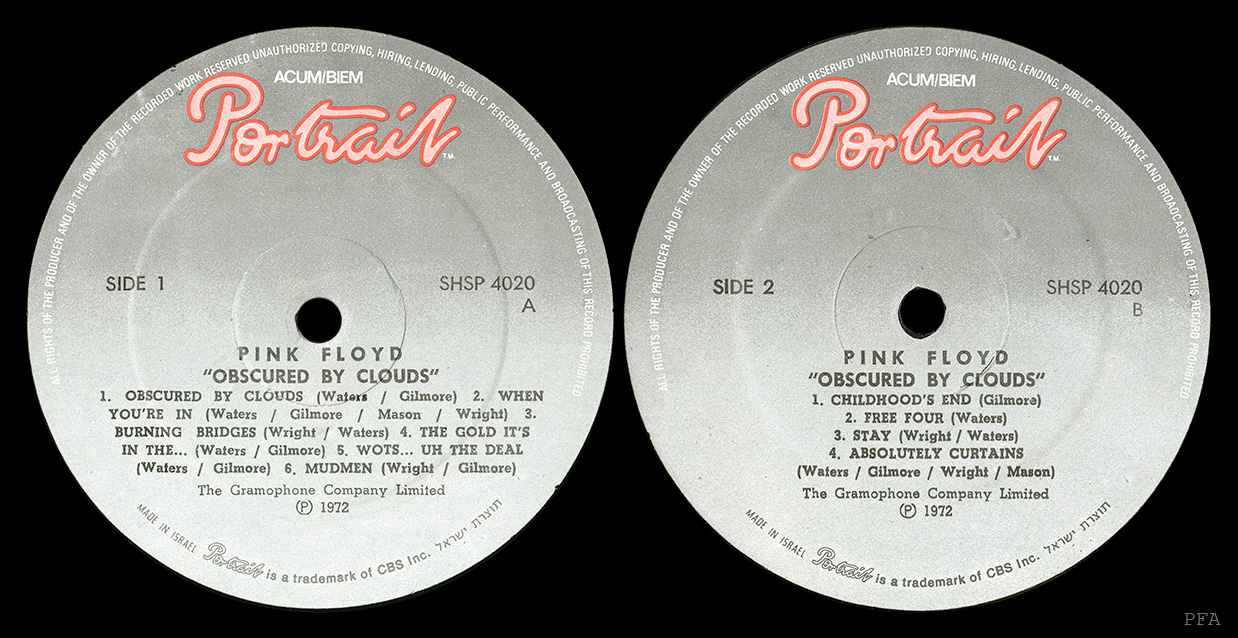 ALL RIGHTS OF THE PRODUCER AND OF THE OWNER OF THE RECORDED WORK RESERVED UNAUTHORIZED COPYING, HIRING, LENDING, PUBLIC PERFORMANCE AND BROADCASTING OF THIS RECORD PROHIBITED
ACUM/BIEM
Portrait T.M.
SIDE 1
SHSP 4020
A
PINK FLOYD
"OBSCURED BY CLOUDS"
1. OBSCURED BY CLOUDS (Waters / Gilmore) 2. WHEN
YOU'RE IN (Waters / Gilmore / Mason / Wright) 3.
BURNING BRIDGES (Wright / Waters) 4. THE GOLD IT'S
IN THE... (Waters / Gilmore) 5. WOTS... UH THE DEAL
(Waters / Gilmore) 6. MUDMEN (Wright / Gilmore)
The Gramophone Company Limited
Ⓟ 1972
MADE IN ISRAEL Portrait is a trademark of CBS Inc. תוצרת ישראל
ALL RIGHTS OF THE PRODUCER AND OF THE OWNER OF THE RECORDED WORK RESERVED UNAUTHORIZED COPYING, HIRING, LENDING, PUBLIC PERFORMANCE AND BROADCASTING OF THIS RECORD PROHIBITED
ACUM/BIEM
Portrait T.M.
SIDE 2
SHSP 4020
B
PINK FLOYD
"OBSCURED BY CLOUDS"
1. CHILDHOOD'S END (Gilmore)
2. FREE FOUR (Waters)
3. STAY (Wright / Waters)
4. ABSOLUTELY CURTAINS
(Waters / Gilmore / Wright / Mason)
The Gramophone Company Limited
Ⓟ 1972
MADE IN ISRAEL Portrait is a trademark of CBS Inc. תוצרת ישראל
PFA